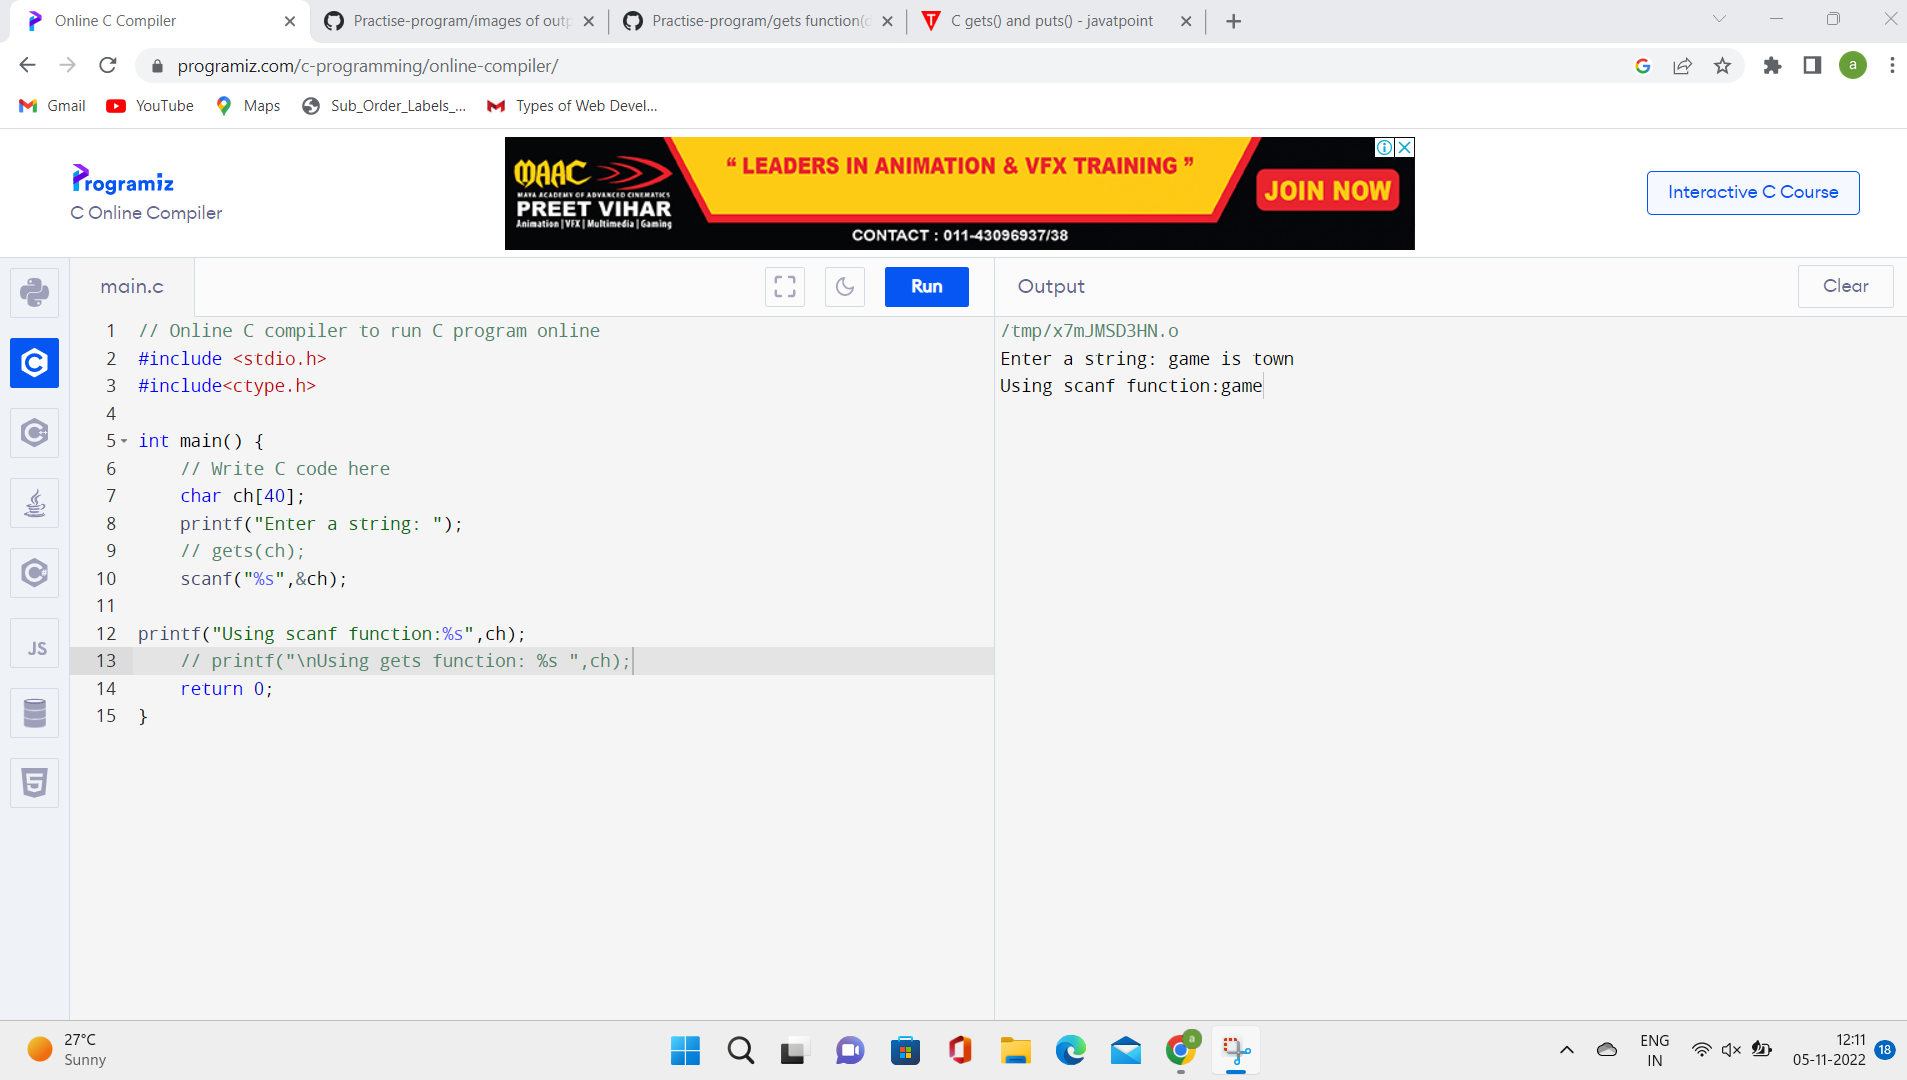 Online C Compiler
Practise-program/images of outp
Practise-program/gets function(d
C gets() and puts() - javatpoint
programiz.com/c-programming/online-compiler/
a
Gmail
YouTube
Maps
Sub_Order_Labels_...
Types of Web Devel...
Programiz
C Online Compiler
MAAC
MAYA ACADEMY OF ADVANCED CINEMATICS
PREET VIHAR
Animation | VFX | Multimedia | Gaming
“ LEADERS IN ANIMATION & VFX TRAINING ”
CONTACT : 011-43096937/38
JOIN NOW
Interactive C Course
main.c
Run
Output
Clear
1 // Online C compiler to run C program online
2 #include <stdio.h>
3 #include<ctype.h>
4
5 int main() {
6     // Write C code here
7     char ch[40];
8     printf("Enter a string: ");
9     // gets(ch);
10     scanf("%s",&ch);
11
12 printf("Using scanf function:%s",ch);
13     // printf("\nUsing gets function: %s ",ch);
14     return 0;
15 }
/tmp/x7mJMSD3HN.o
Enter a string: game is town
Using scanf function:game
JS
27°C
Sunny
a
ENG
IN
12:11
05-11-2022
18